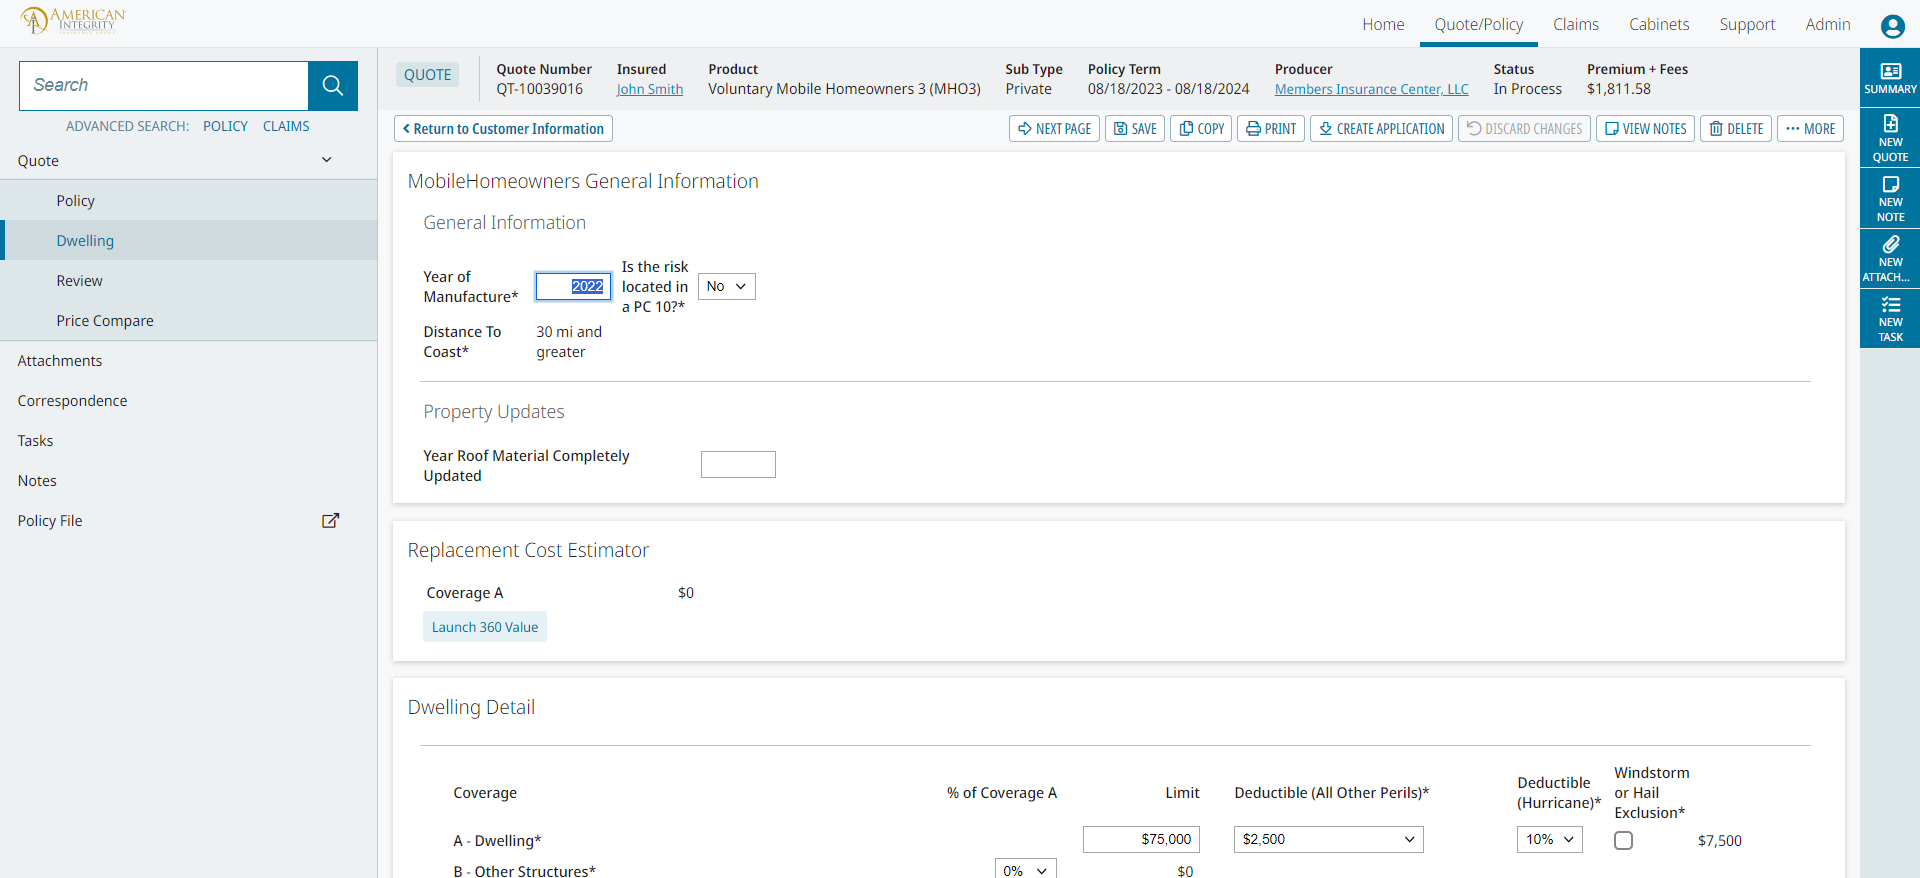 AMERICAN
INTEGRITY
Home Quote/Policy Claims Cabinets Support Admin
Search
ADVANCED SEARCH: POLICY CLAIMS
Quote
Policy
Dwelling
Review
Price Compare
Attachments
Correspondence
Tasks
Notes
Policy File
QUOTE
Quote Number Insured Product Sub Type Policy Term Producer Status Premium + Fees
QT-10039016 John Smith Voluntary Mobile Homeowners 3 (MHO3) Private 08/18/2023 - 08/18/2024 Members Insurance Center, LLC In Process $1,811.58
Return to Customer Information
NEXT PAGE SAVE COPY PRINT CREATE APPLICATION DISCARD CHANGES VIEW NOTES DELETE ... MORE
MobileHomeowners General Information
General Information
Year of
Manufacture*
2022
Is the risk
located in
a PC 10?*
No
Distance To
Coast*
30 mi and
greater
Property Updates
Year Roof Material Completely
Updated
Replacement Cost Estimator
Coverage A $0
Launch 360 Value
Dwelling Detail
Coverage % of Coverage A Limit Deductible (All Other Perils)*
Deductible
(Hurricane)*
Windstorm
or Hail
Exclusion*
A - Dwelling* $75,000 $2,500 10% $7,500
B - Other Structures* 0% $0
SUMMARY
NEW
QUOTE
NEW
NOTE
NEW
ATTACH...
NEW
TASK